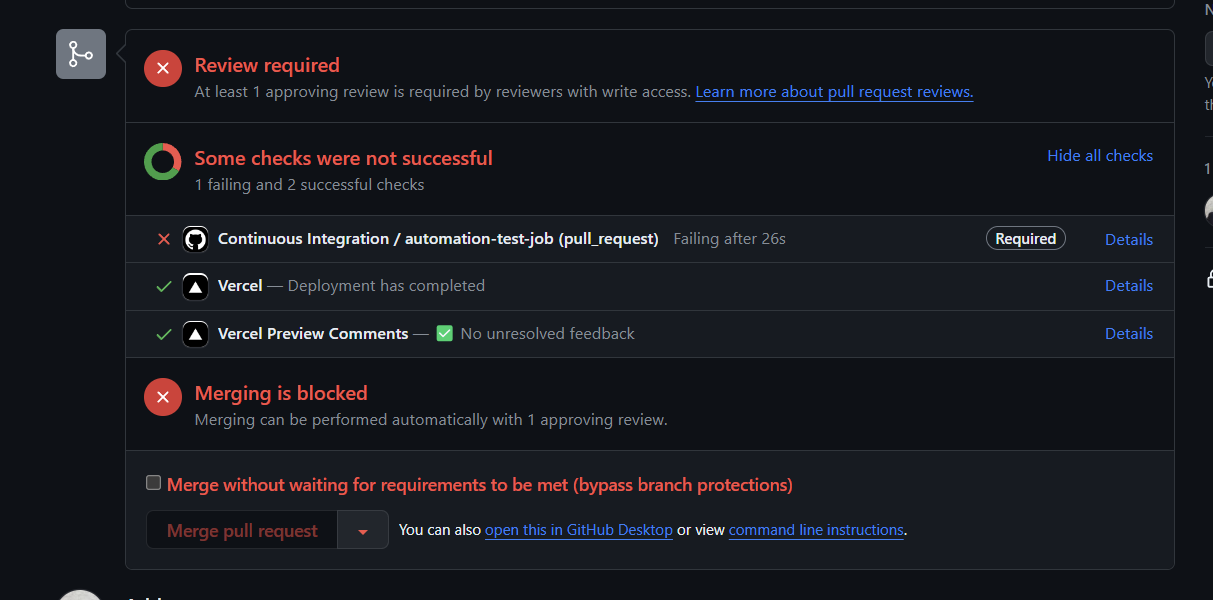 Review required
At least 1 approving review is required by reviewers with write access. Learn more about pull request reviews.
Some checks were not successful
Hide all checks
1 failing and 2 successful checks
Continuous Integration / automation-test-job (pull_request) Failing after 26s Required Details
Vercel — Deployment has completed Details
Vercel Preview Comments — ✅ No unresolved feedback Details
Merging is blocked
Merging can be performed automatically with 1 approving review.
Merge without waiting for requirements to be met (bypass branch protections)
Merge pull request You can also open this in GitHub Desktop or view command line instructions.